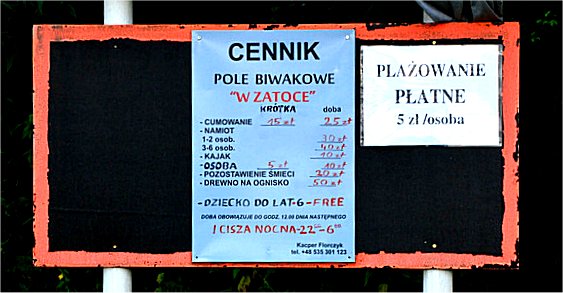 CENNIK
POLE BIWAKOWE
"W ZATOCE"
KRÓTKA doba
- CUMOWANIE 15 zł 25 zł
- NAMIOT
1-2 osob. 30 zł
3-6 osob. 40 zł
- KAJAK 10 zł
- OSOBA 5 zł 10 zł
- POZOSTAWIENIE ŚMIECI 20 zł
- DREWNO NA OGNISKO 50 zł
- DZIECKO DO LAT-6-FREE
DOBA OBOWIĄZUJE DO GODZ. 12.00 DNIA NASTĘPNEGO
! CISZA NOCNA-22⁰⁰-6⁰⁰
Kacper Florczyk
tel. +48 535 301 123
PLAŻOWANIE
PŁATNE
5 zł /osoba